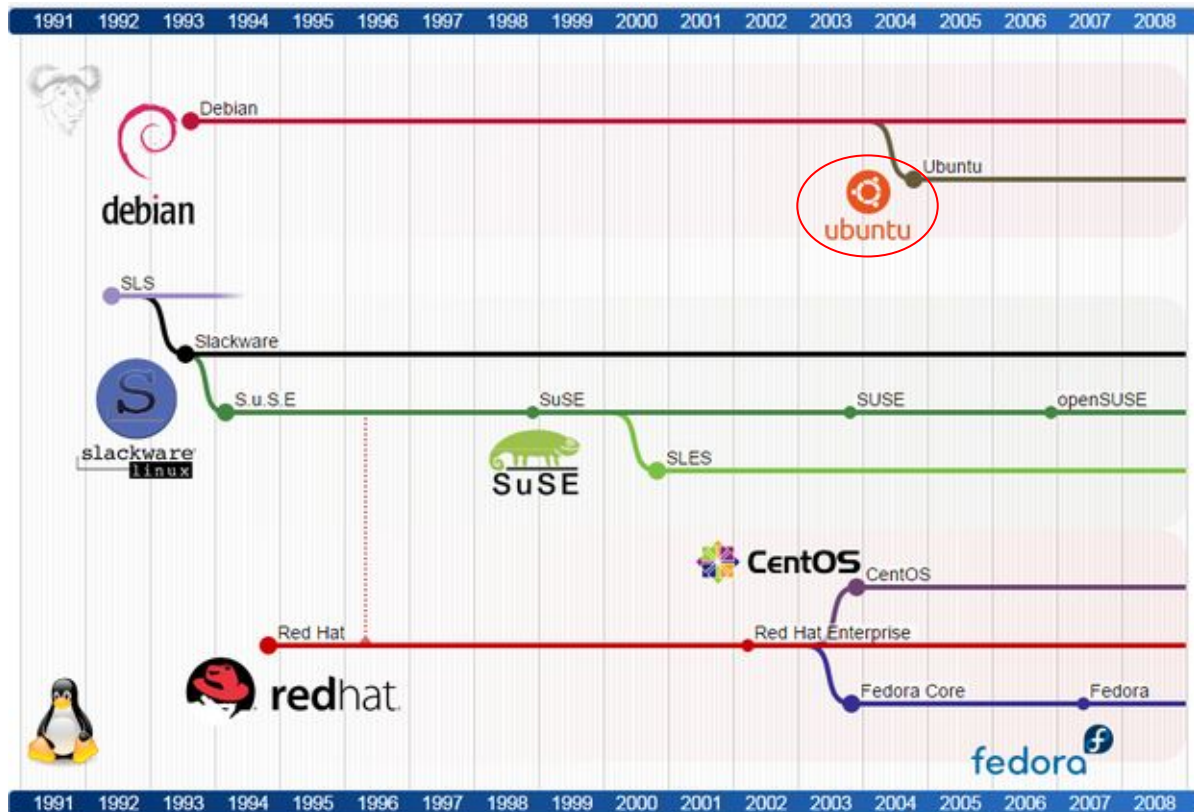 1991 1992 1993 1994 1995 1996 1997 1998 1999 2000 2001 2002 2003 2004 2005 2006 2007 2008
Debian
debian
Ubuntu
ubuntu
SLS
Slackware
slackware
linux
S.u.S.E
SuSE
SUSE
openSUSE
SuSE
SLES
CentOS
CentOS
Red Hat
Red Hat Enterprise
redhat.
Fedora Core
Fedora
fedora
1991 1992 1993 1994 1995 1996 1997 1998 1999 2000 2001 2002 2003 2004 2005 2006 2007 2008